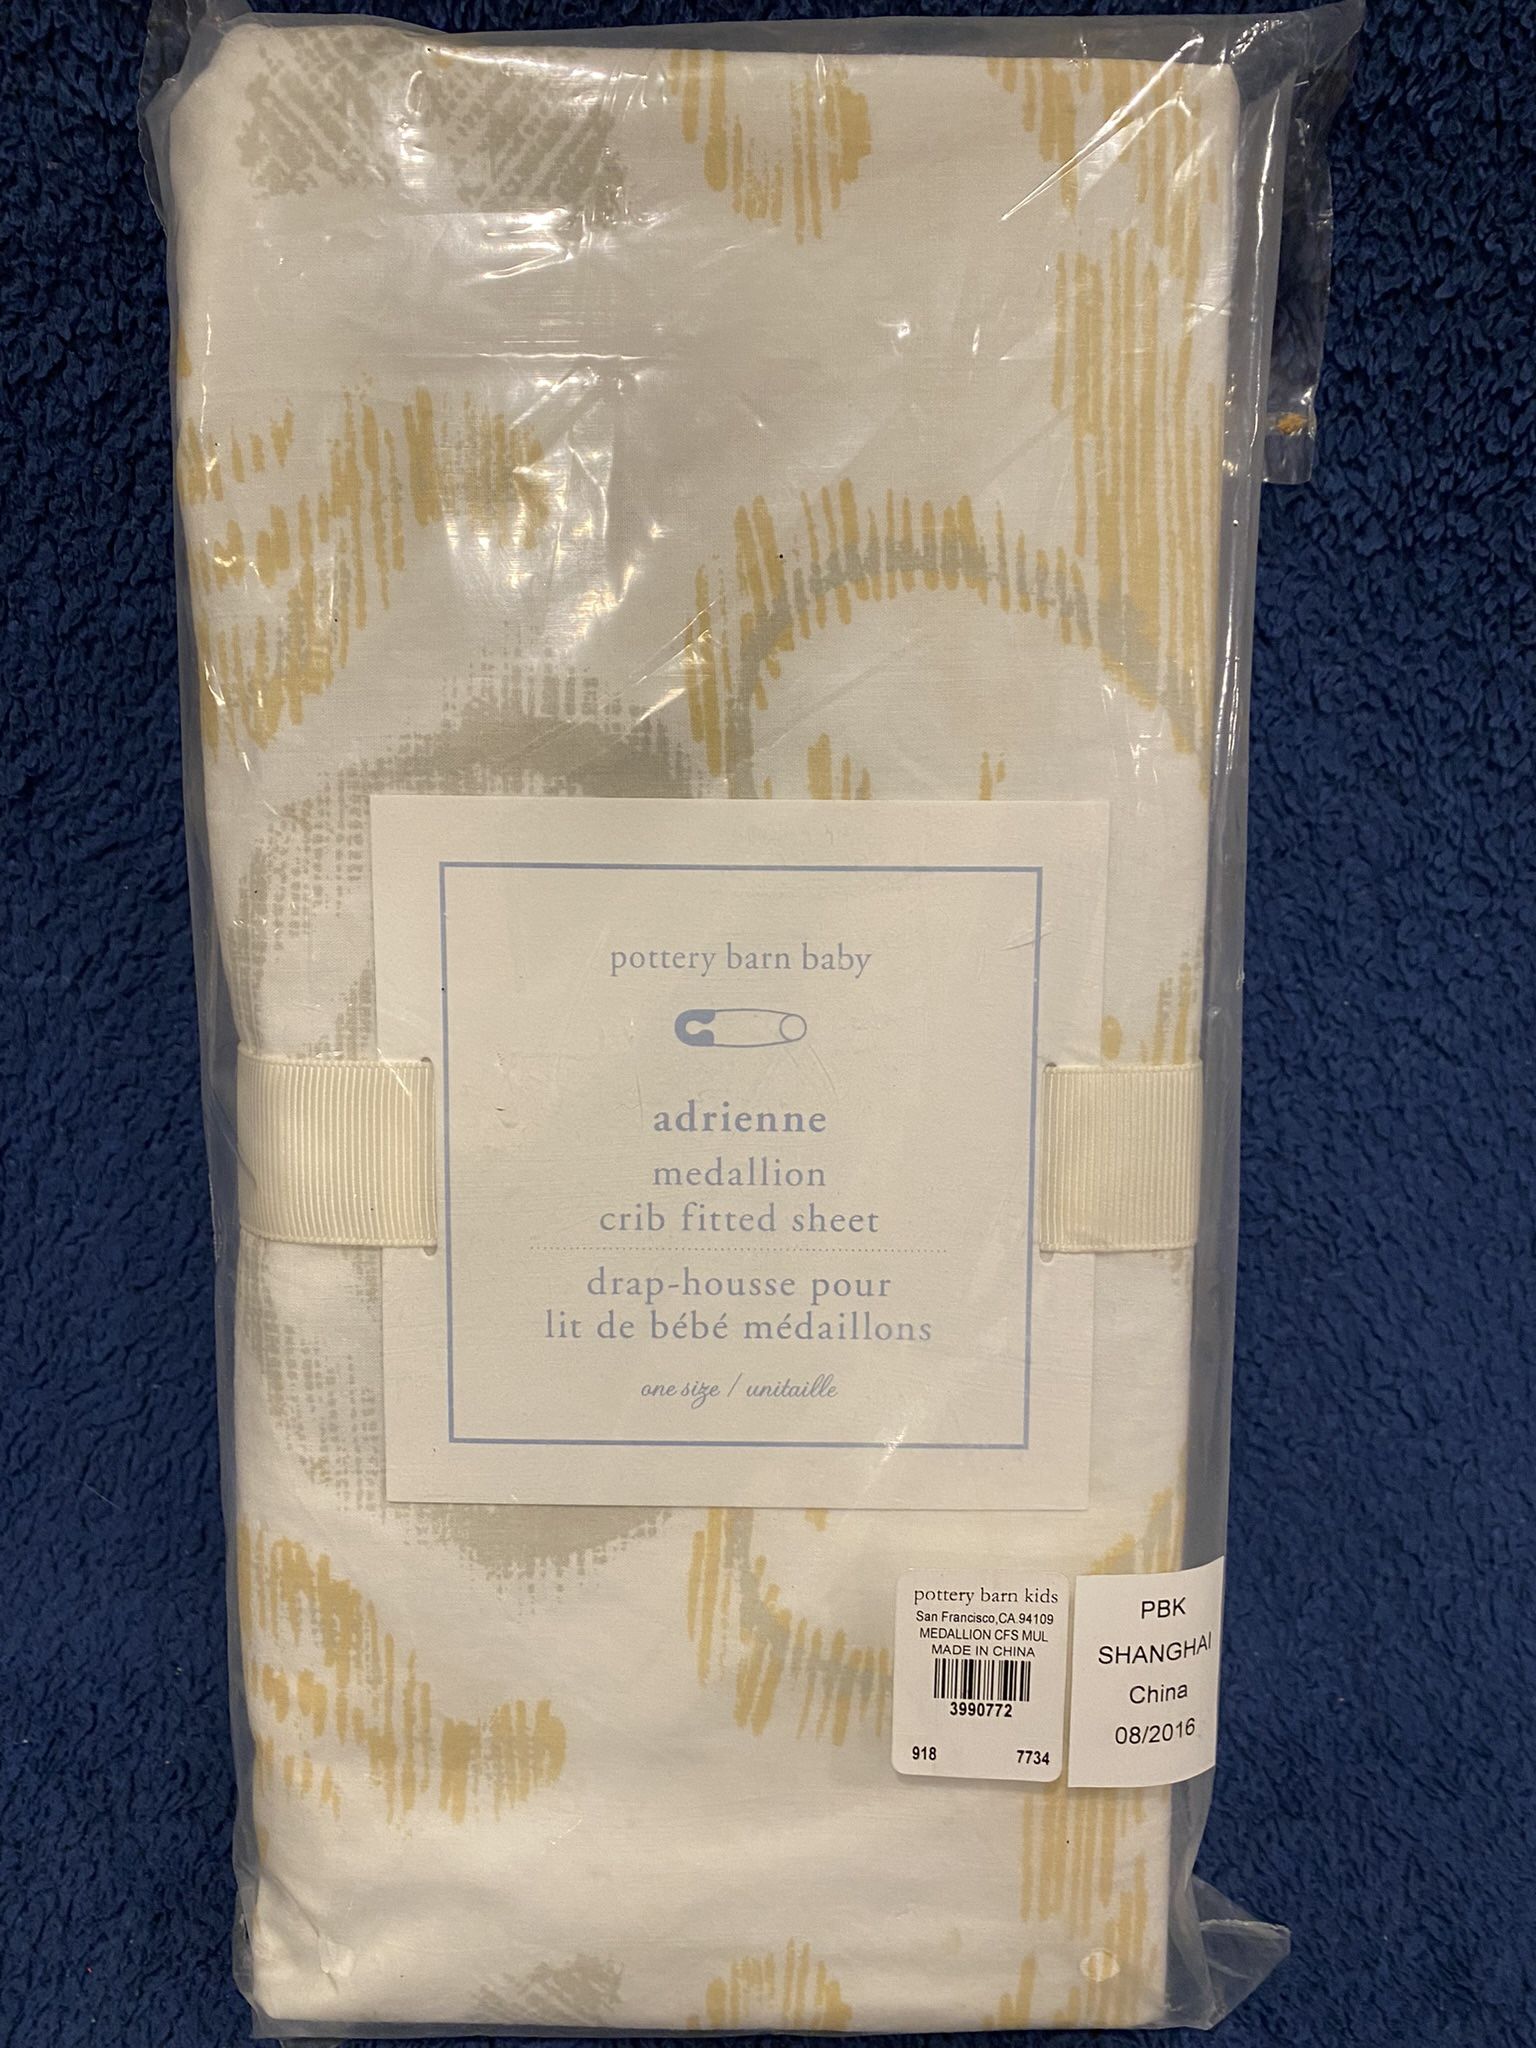 pottery barn baby
adrienne
medallion
crib fitted sheet
drap-housse pour
lit de bébé médaillons
one size / unitaille
pottery barn kids
San Francisco,CA.94109
MEDALLION CFS MUL
MADE IN CHINA
3990772
918 7734
PBK
SHANGHAI
China
08/2016